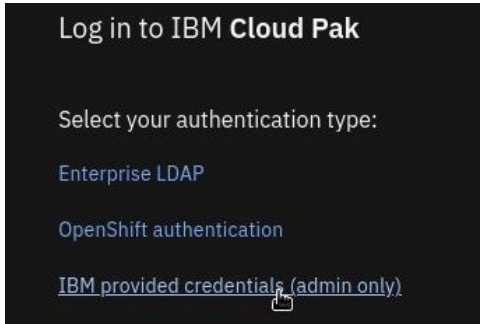 Log in to IBM Cloud Pak
Select your authentication type:
Enterprise LDAP
OpenShift authentication
IBM provided credentials (admin only)